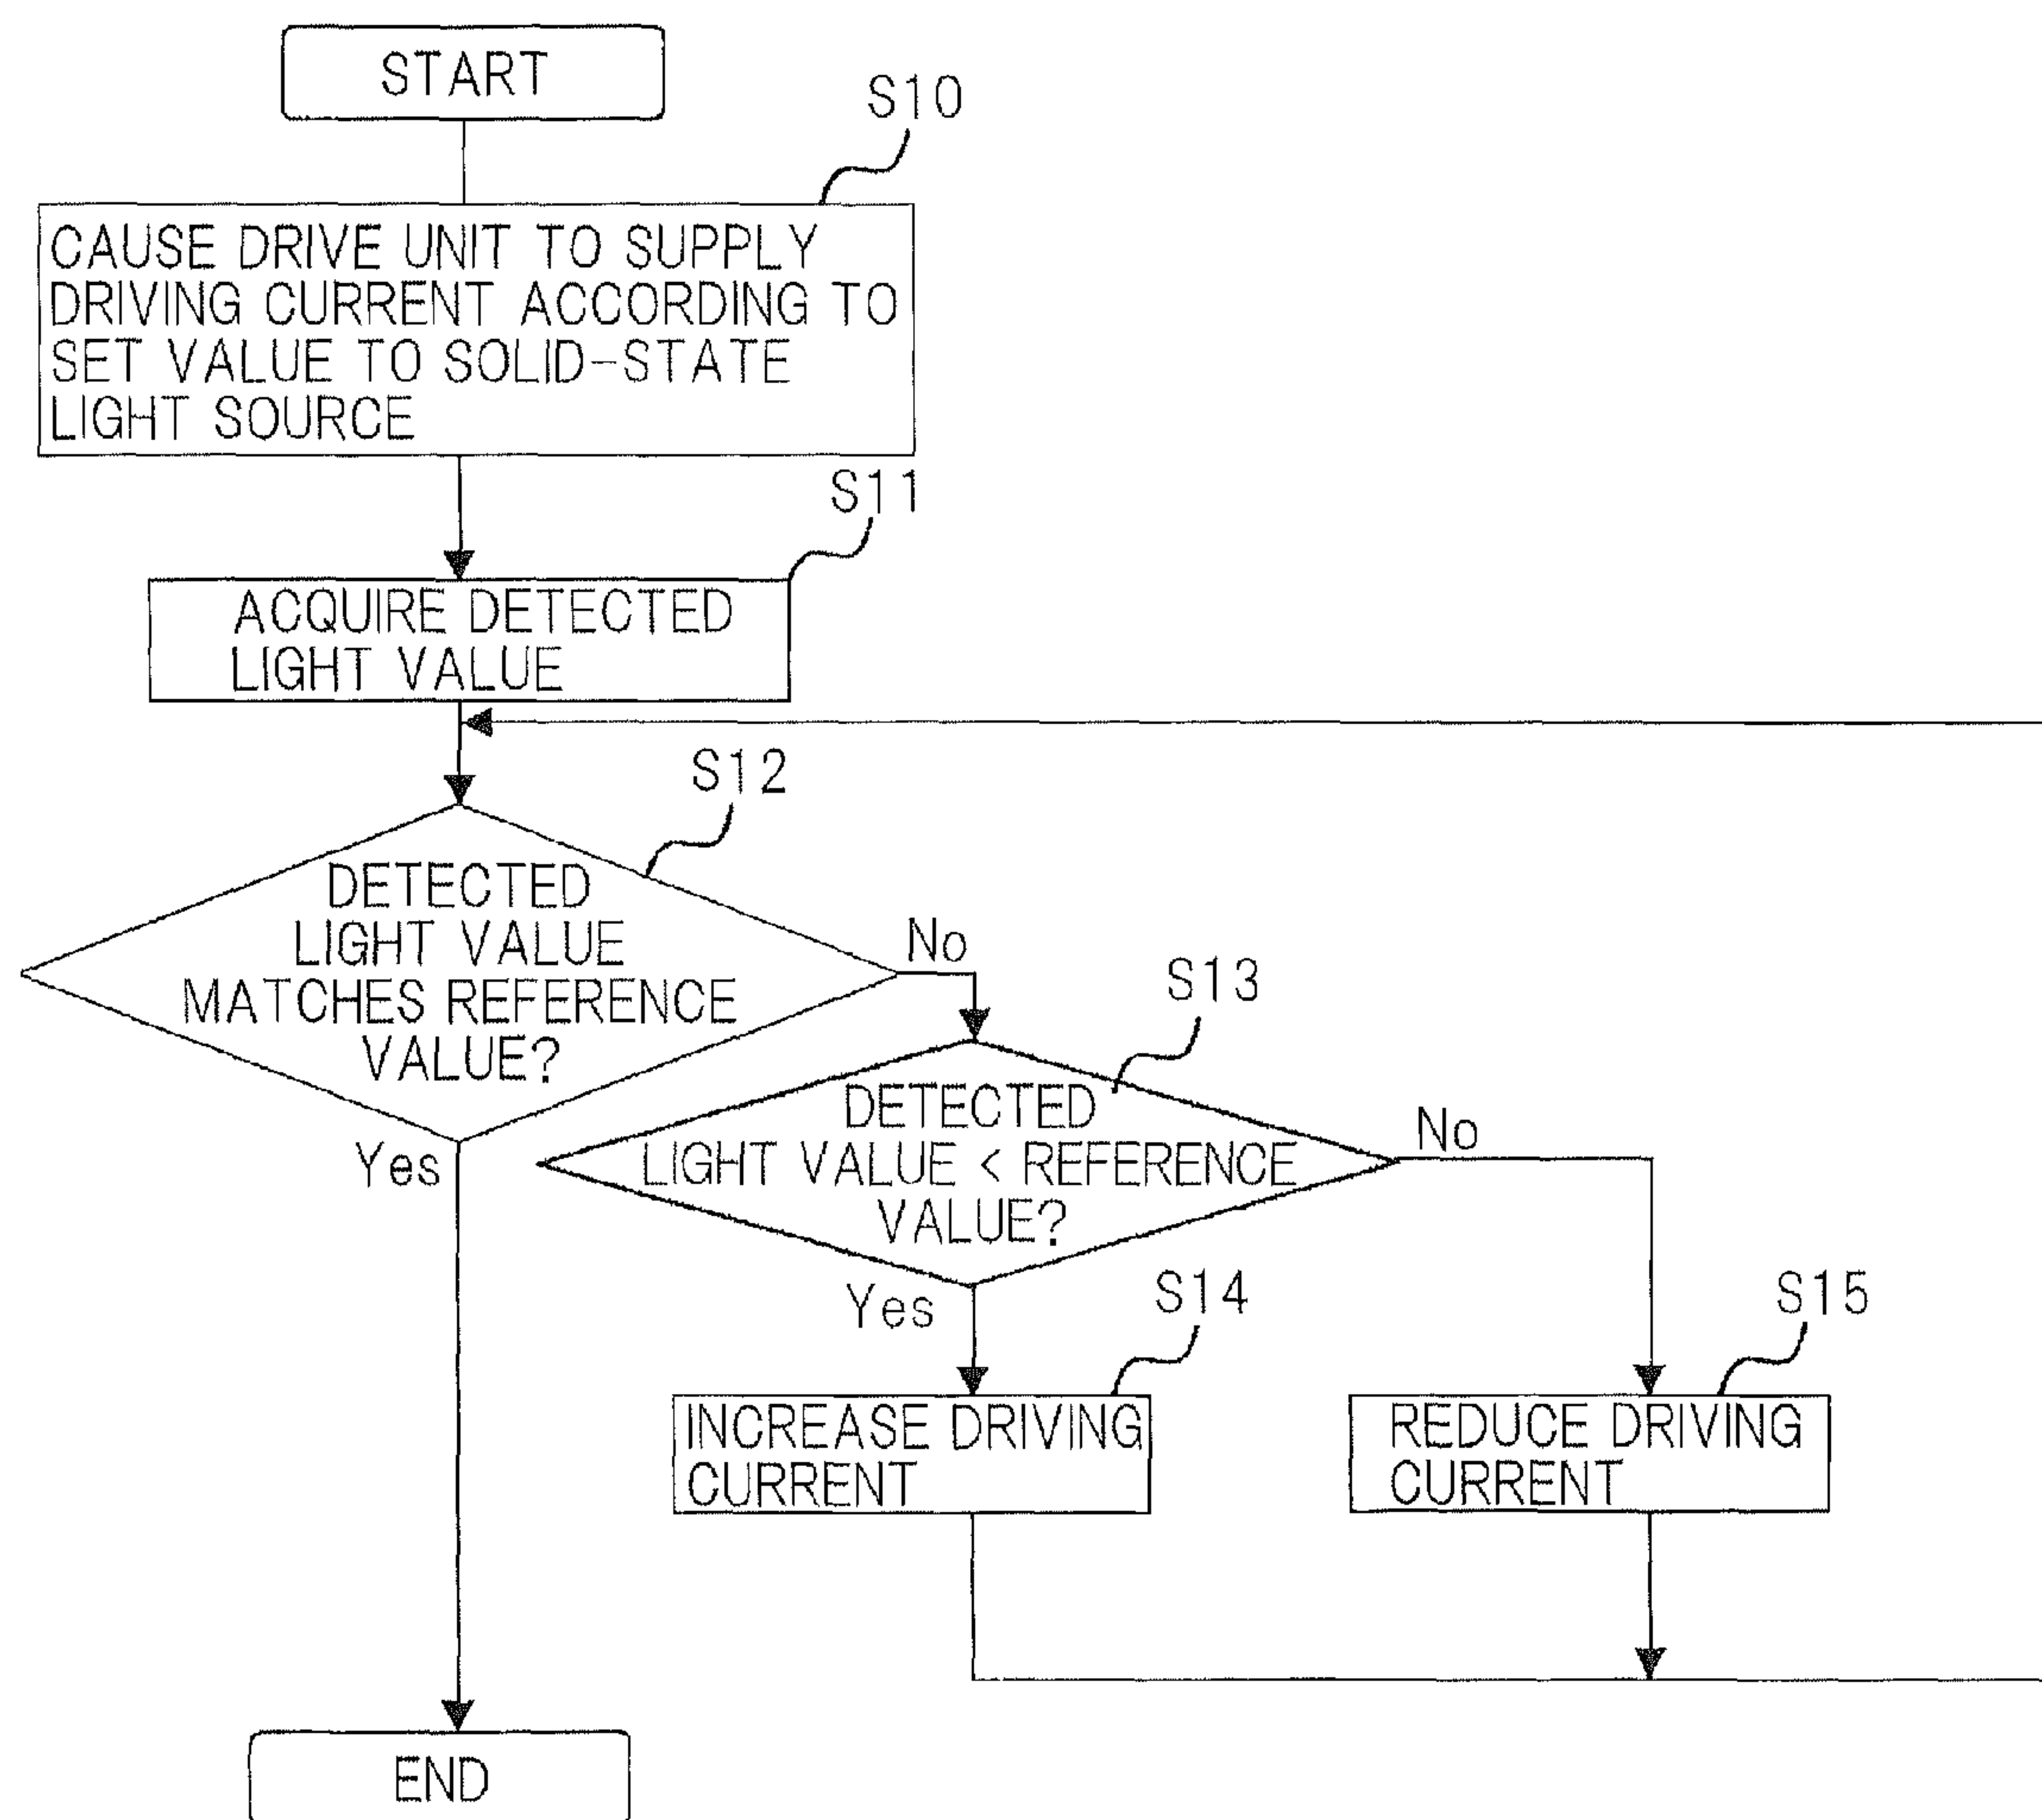 START
S10
CAUSE DRIVE UNIT TO SUPPLY
DRIVING CURRENT ACCORDING TO
SET VALUE TO SOLID-STATE
LIGHT SOURCE
S11
ACQUIRE DETECTED
LIGHT VALUE
S12
DETECTED
LIGHT VALUE
MATCHES REFERENCE
VALUE?
No
Yes
S13
DETECTED
LIGHT VALUE < REFERENCE
VALUE?
No
Yes
S14
INCREASE DRIVING
CURRENT
S15
REDUCE DRIVING
CURRENT
END